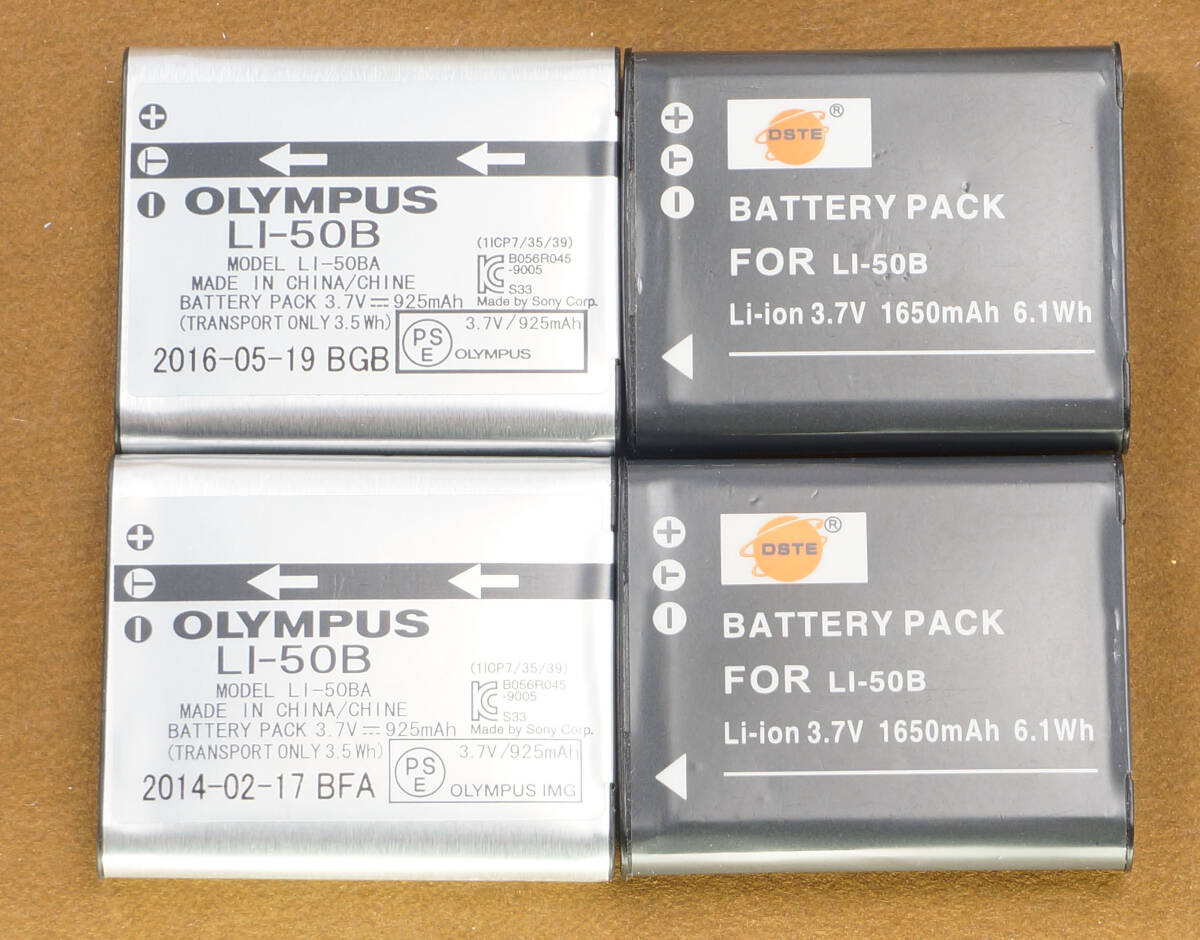 OLYMPUS
LI-50B
MODEL LI-50BA
MADE IN CHINA/CHINE
BATTERY PACK 3.7V⎓925mAh
(TRANSPORT ONLY 3.5Wh)
2016-05-19 BGB
(1ICP7/35/39)
B056R045
-9005
S33
Made by Sony Corp.
PS
E
3.7V/925mAh
OLYMPUS
DSTE®
BATTERY PACK
FOR LI-50B
Li-ion 3.7V 1650mAh 6.1Wh
OLYMPUS
LI-50B
MODEL LI-50BA
MADE IN CHINA/CHINE
BATTERY PACK 3.7V⎓925mAh
(TRANSPORT ONLY 3.5Wh)
2014-02-17 BFA
(1ICP7/35/39)
B056R045
-9005
S33
Made by Sony Corp.
PS
E
3.7V/925mAh
OLYMPUS IMG
DSTE®
BATTERY PACK
FOR LI-50B
Li-ion 3.7V 1650mAh 6.1Wh